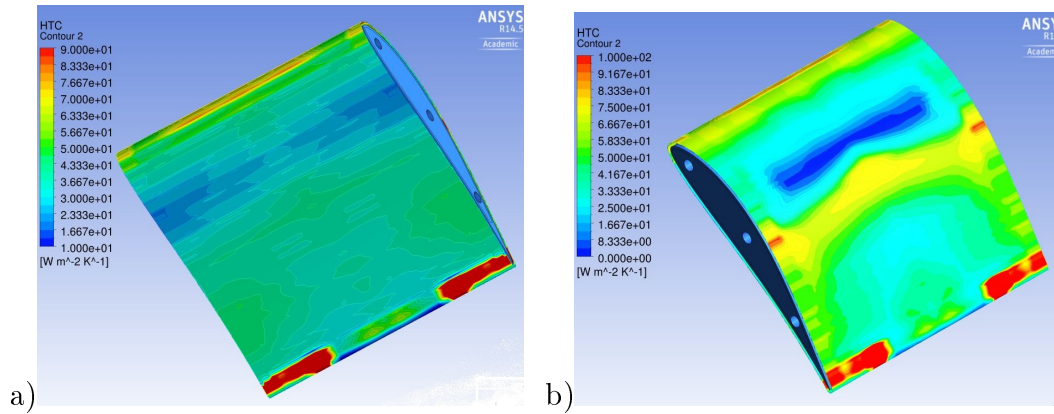 HTC
Contour 2
9.000e+01
8.333e+01
7.667e+01
7.000e+01
6.333e+01
5.667e+01
5.000e+01
4.333e+01
3.667e+01
3.000e+01
2.333e+01
1.667e+01
1.000e+01
[W m^-2 K^-1]
ANSYS
R14.5
Academic
a)
HTC
Contour 2
1.000e+02
9.167e+01
8.333e+01
7.500e+01
6.667e+01
5.833e+01
5.000e+01
4.167e+01
3.333e+01
2.500e+01
1.667e+01
8.333e+00
0.000e+00
[W m^-2 K^-1]
ANSY
R1
Acade
b)